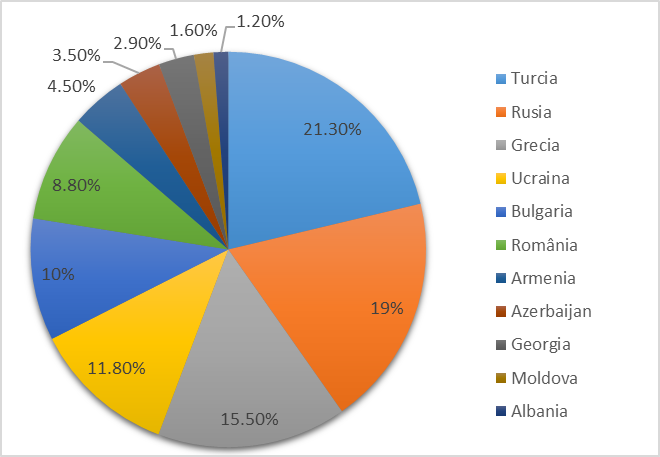 1.20%
1.60%
2.90%
3.50%
4.50%
8.80%
10%
11.80%
15.50%
19%
21.30%
Turcia
Rusia
Grecia
Ucraina
Bulgaria
România
Armenia
Azerbaijan
Georgia
Moldova
Albania